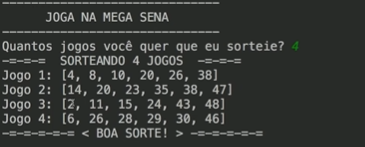 ------------------------------
JOGA NA MEGA SENA
------------------------------
Quantos jogos você quer que eu sorteie? 4
-=-=-= SORTEANDO 4 JOGOS -=-=-=
Jogo 1: [4, 8, 10, 20, 26, 38]
Jogo 2: [14, 20, 23, 35, 38, 47]
Jogo 3: [2, 11, 15, 24, 43, 48]
Jogo 4: [6, 26, 28, 29, 30, 46]
-=-=-=-= < BOA SORTE! > -=-=-=-=